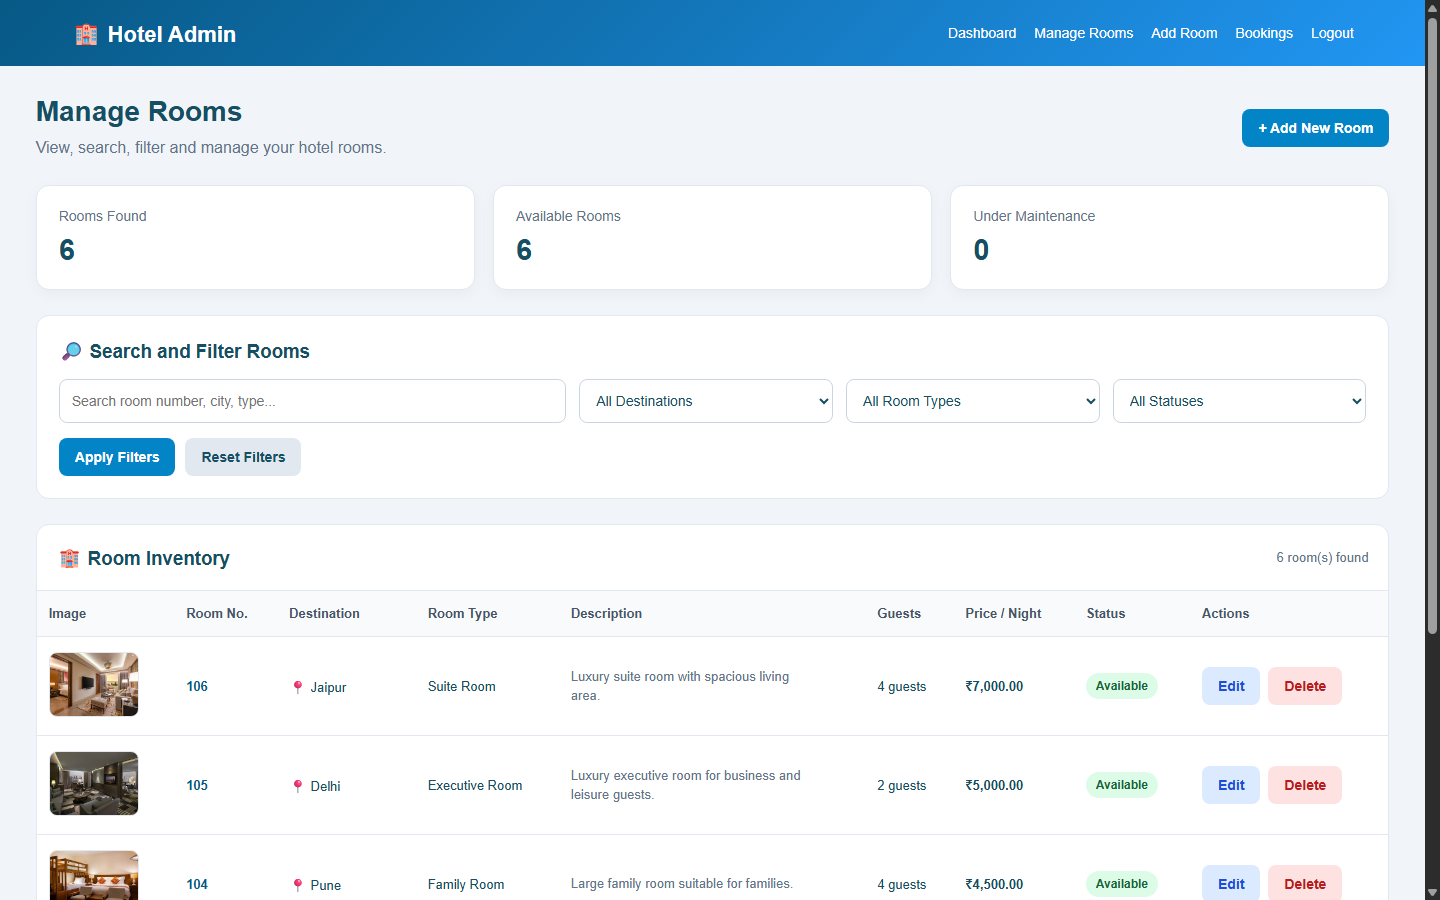 Hotel Admin
Dashboard Manage Rooms Add Room Bookings Logout
Manage Rooms
View, search, filter and manage your hotel rooms.
+ Add New Room
Rooms Found
6
Available Rooms
6
Under Maintenance
0
Search and Filter Rooms
Search room number, city, type...
All Destinations
All Room Types
All Statuses
Apply Filters
Reset Filters
Room Inventory
6 room(s) found
Image Room No. Destination Room Type Description Guests Price / Night Status Actions
106 Jaipur Suite Room Luxury suite room with spacious living
area.
4 guests ₹7,000.00 Available Edit Delete
105 Delhi Executive Room Luxury executive room for business and
leisure guests.
2 guests ₹5,000.00 Available Edit Delete
104 Pune Family Room Large family room suitable for families. 4 guests ₹4,500.00 Available Edit Delete